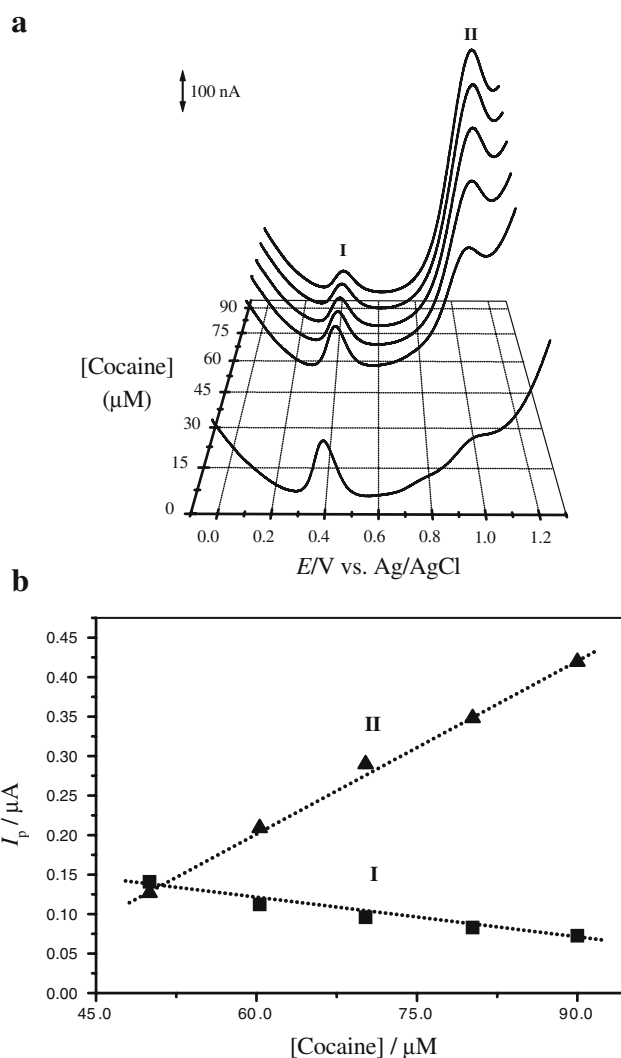 a
II
100 nA
I
90
75
60
45
30
15
0
[Cocaine]
(µM)
0.0 0.2 0.4 0.6 0.8 1.0 1.2
E/V vs. Ag/AgCl
b
0.45
0.40
0.35
0.30
0.25
0.20
0.15
0.10
0.05
0.00
Ip / µA
II
I
45.0 60.0 75.0 90.0
[Cocaine] / µM